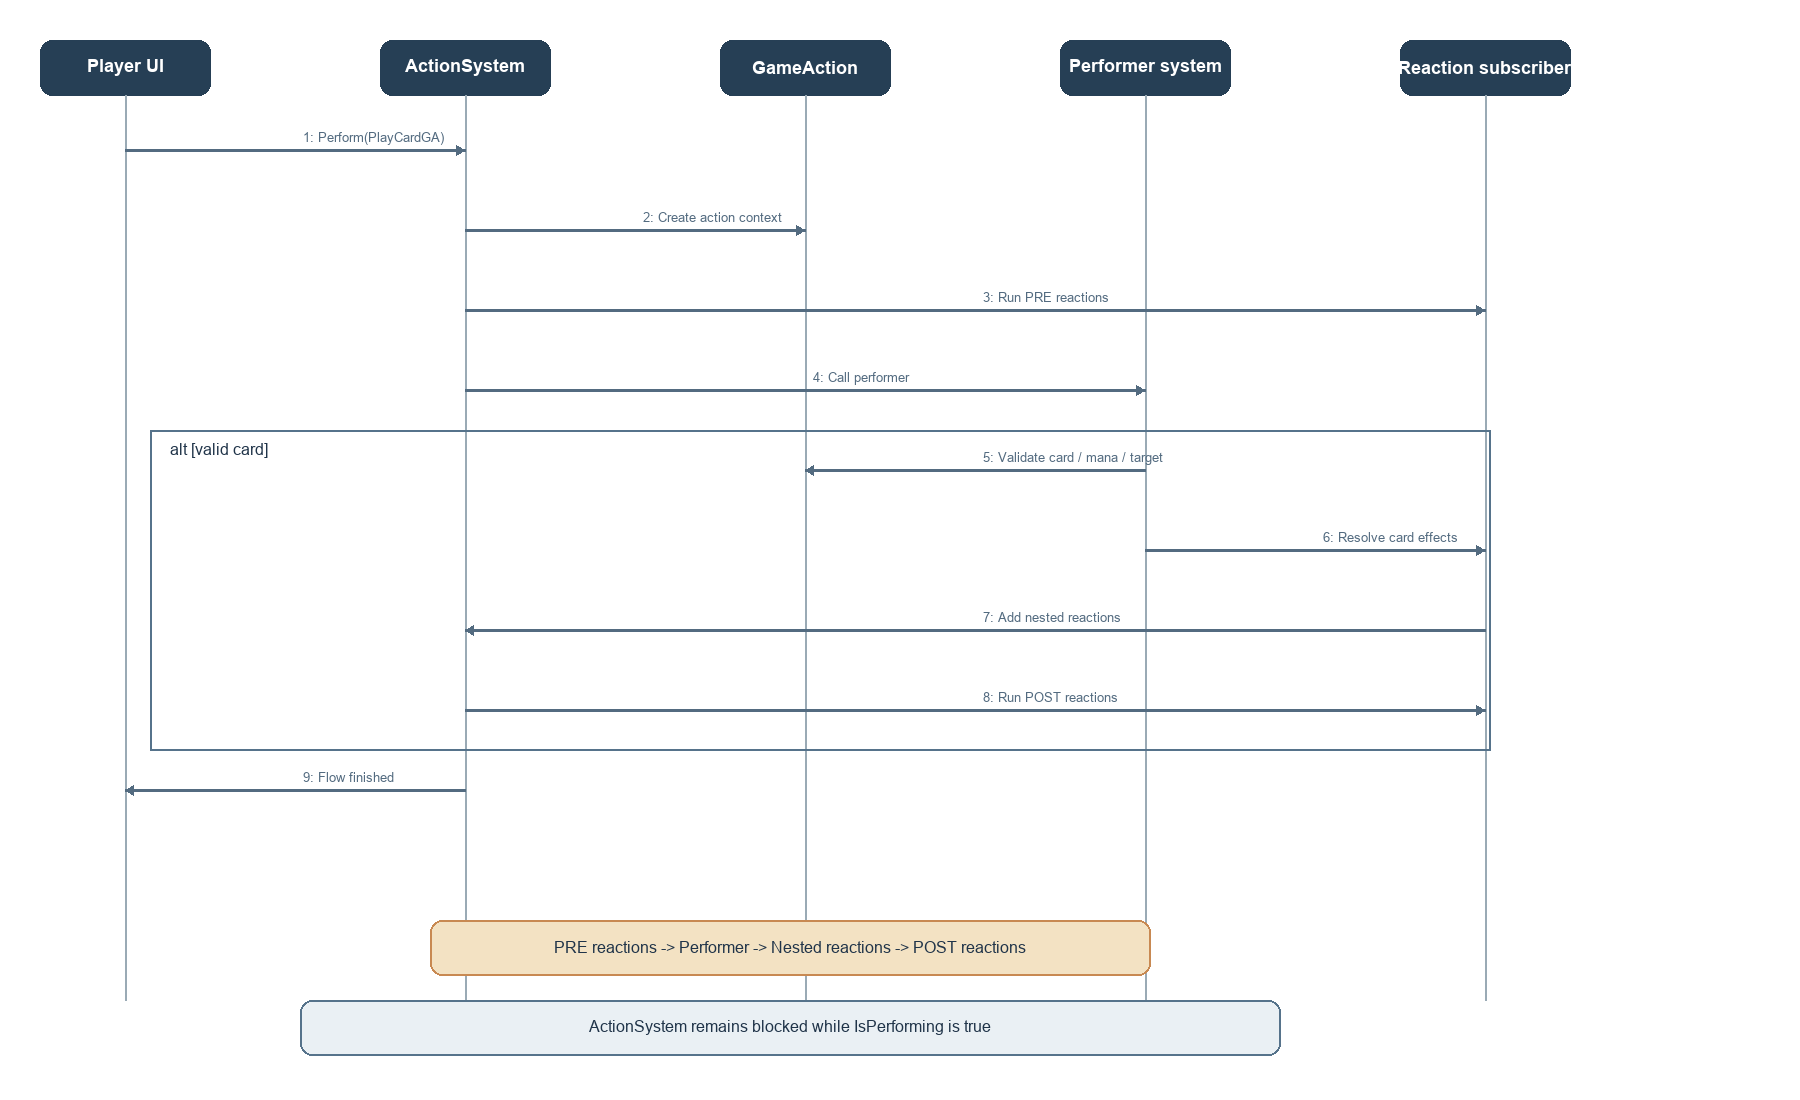 Player UI
ActionSystem
GameAction
Performer system
Reaction subscriber
1: Perform(PlayCardGA)
2: Create action context
3: Run PRE reactions
4: Call performer
alt [valid card]
5: Validate card / mana / target
6: Resolve card effects
7: Add nested reactions
8: Run POST reactions
9: Flow finished
PRE reactions -> Performer -> Nested reactions -> POST reactions
ActionSystem remains blocked while IsPerforming is true